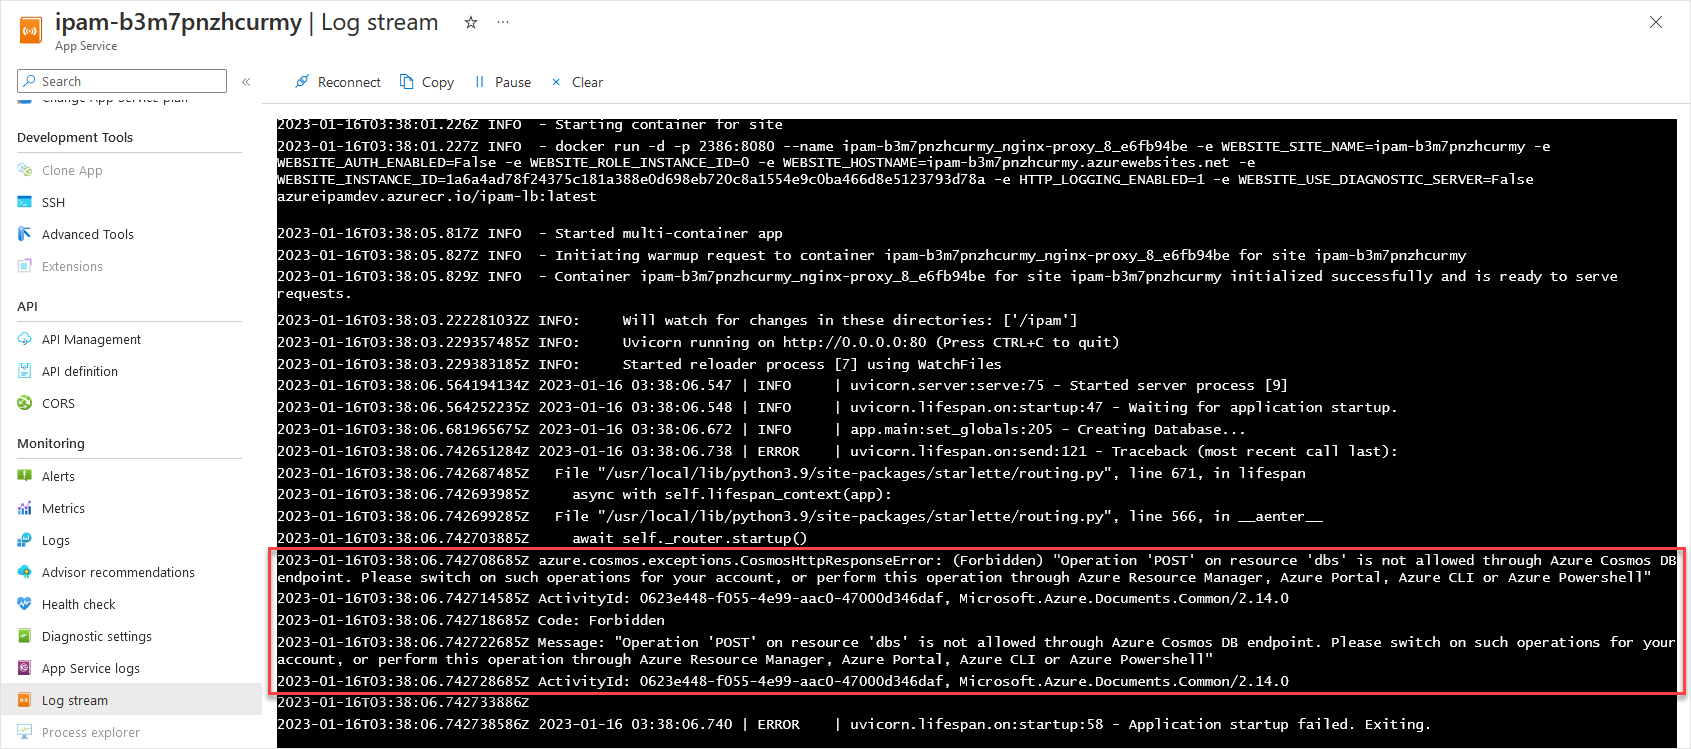 ipam-b3m7pnzhcurmy | Log stream
App Service
Search
Reconnect
Copy
Pause
Clear
Change App Service plan
Development Tools
Clone App
SSH
Advanced Tools
Extensions
API
API Management
API definition
CORS
Monitoring
Alerts
Metrics
Logs
Advisor recommendations
Health check
Diagnostic settings
App Service logs
Log stream
Process explorer
2023-01-16T03:38:01.226Z INFO  - Starting container for site
2023-01-16T03:38:01.227Z INFO  - docker run -d -p 2386:8080 --name ipam-b3m7pnzhcurmy_nginx-proxy_8_e6fb94be -e WEBSITE_SITE_NAME=ipam-b3m7pnzhcurmy -e
WEBSITE_AUTH_ENABLED=False -e WEBSITE_ROLE_INSTANCE_ID=0 -e WEBSITE_HOSTNAME=ipam-b3m7pnzhcurmy.azurewebsites.net -e
WEBSITE_INSTANCE_ID=1a6a4ad78f24375c181a388e0d698eb720c8a1554e9c0ba466d8e5123793d78a -e HTTP_LOGGING_ENABLED=1 -e WEBSITE_USE_DIAGNOSTIC_SERVER=False
azureipamdev.azurecr.io/ipam-lb:latest
2023-01-16T03:38:05.817Z INFO  - Started multi-container app
2023-01-16T03:38:05.827Z INFO  - Initiating warmup request to container ipam-b3m7pnzhcurmy_nginx-proxy_8_e6fb94be for site ipam-b3m7pnzhcurmy
2023-01-16T03:38:05.829Z INFO  - Container ipam-b3m7pnzhcurmy_nginx-proxy_8_e6fb94be for site ipam-b3m7pnzhcurmy initialized successfully and is ready to serve
requests.
2023-01-16T03:38:03.222281032Z INFO:     Will watch for changes in these directories: ['/ipam']
2023-01-16T03:38:03.229357485Z INFO:     Uvicorn running on http://0.0.0.0:80 (Press CTRL+C to quit)
2023-01-16T03:38:03.229383185Z INFO:     Started reloader process [7] using WatchFiles
2023-01-16T03:38:06.564194134Z 2023-01-16 03:38:06.547 | INFO     | uvicorn.server:serve:75 - Started server process [9]
2023-01-16T03:38:06.564252235Z 2023-01-16 03:38:06.548 | INFO     | uvicorn.lifespan.on:startup:47 - Waiting for application startup.
2023-01-16T03:38:06.681965675Z 2023-01-16 03:38:06.672 | INFO     | app.main:set_globals:205 - Creating Database...
2023-01-16T03:38:06.742651284Z 2023-01-16 03:38:06.738 | ERROR    | uvicorn.lifespan.on:send:121 - Traceback (most recent call last):
2023-01-16T03:38:06.742687485Z   File "/usr/local/lib/python3.9/site-packages/starlette/routing.py", line 671, in lifespan
2023-01-16T03:38:06.742693985Z     async with self.lifespan_context(app):
2023-01-16T03:38:06.742699285Z   File "/usr/local/lib/python3.9/site-packages/starlette/routing.py", line 566, in __aenter__
2023-01-16T03:38:06.742703885Z     await self._router.startup()
2023-01-16T03:38:06.742708685Z azure.cosmos.exceptions.CosmosHttpResponseError: (Forbidden) "Operation 'POST' on resource 'dbs' is not allowed through Azure Cosmos DB
endpoint. Please switch on such operations for your account, or perform this operation through Azure Resource Manager, Azure Portal, Azure CLI or Azure Powershell"
2023-01-16T03:38:06.742714585Z ActivityId: 0623e448-f055-4e99-aac0-47000d346daf, Microsoft.Azure.Documents.Common/2.14.0
2023-01-16T03:38:06.742718685Z Code: Forbidden
2023-01-16T03:38:06.742722685Z Message: "Operation 'POST' on resource 'dbs' is not allowed through Azure Cosmos DB endpoint. Please switch on such operations for your
account, or perform this operation through Azure Resource Manager, Azure Portal, Azure CLI or Azure Powershell"
2023-01-16T03:38:06.742728685Z ActivityId: 0623e448-f055-4e99-aac0-47000d346daf, Microsoft.Azure.Documents.Common/2.14.0
2023-01-16T03:38:06.742733886Z
2023-01-16T03:38:06.742738586Z 2023-01-16 03:38:06.740 | ERROR    | uvicorn.lifespan.on:startup:58 - Application startup failed. Exiting.